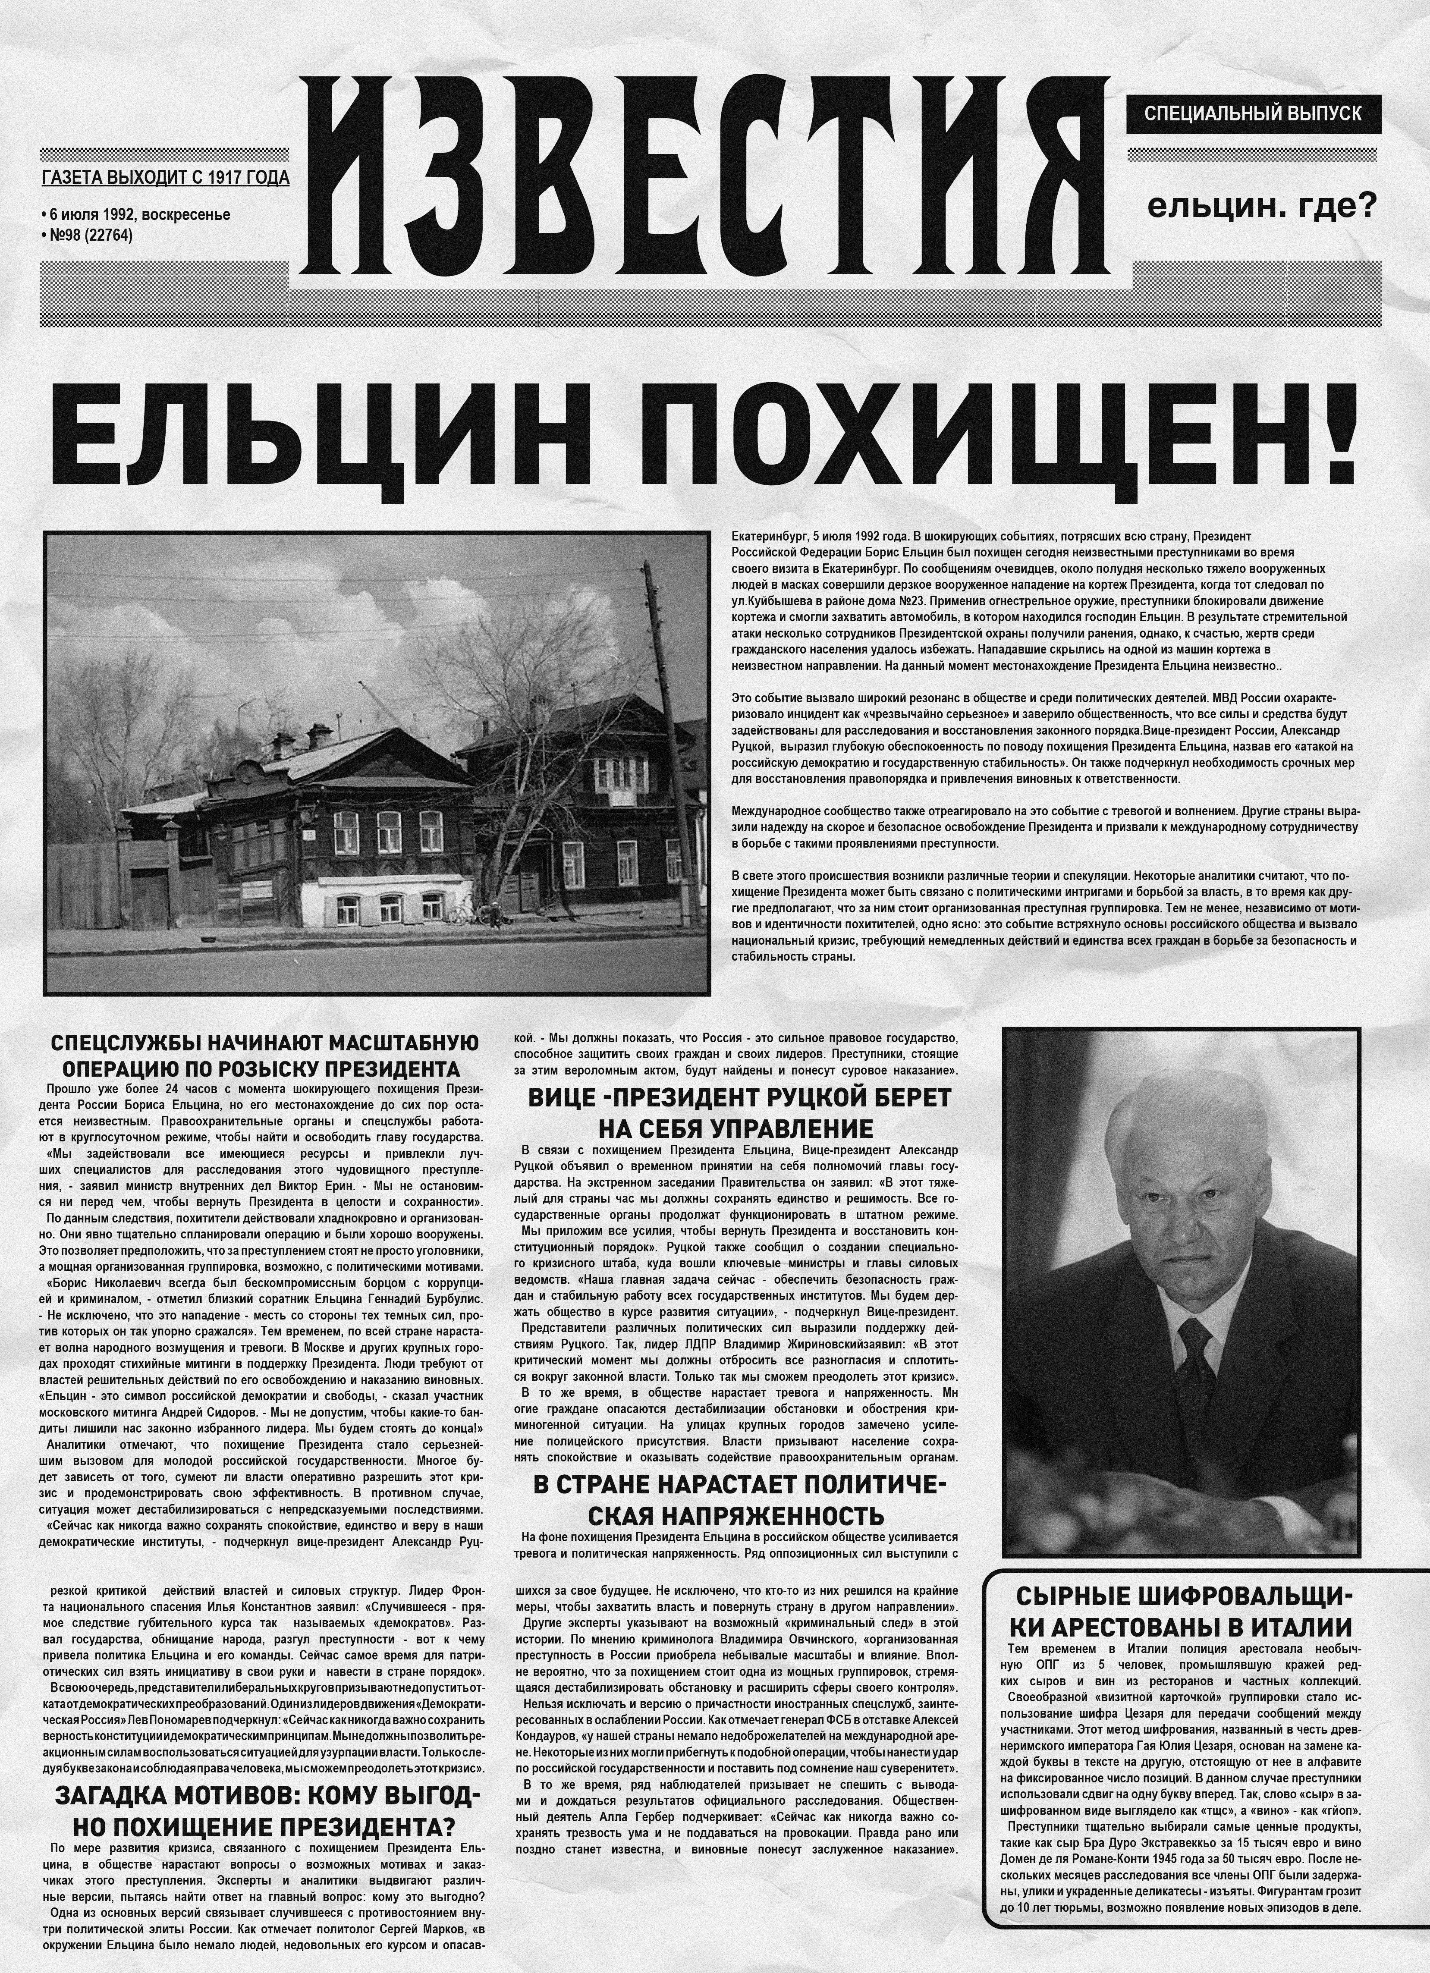 ИЗВЕСТИЯ
ГАЗЕТА ВЫХОДИТ С 1917 ГОДА
• 6 июля 1992, воскресенье
• №98 (22764)
СПЕЦИАЛЬНЫЙ ВЫПУСК
ельцин. где?
ЕЛЬЦИН ПОХИЩЕН!
Екатеринбург, 5 июля 1992 года. В шокирующих событиях, потрясших всю страну, Президент
Российской Федерации Борис Ельцин был похищен сегодня неизвестными преступниками во время
своего визита в Екатеринбург. По сообщениям очевидцев, около полудня несколько тяжело вооруженных
людей в масках совершили дерзкое вооруженное нападение на кортеж Президента, когда тот следовал по
ул.Куйбышева в районе дома №23. Применив огнестрельное оружие, преступники блокировали движение
кортежа и смогли захватить автомобиль, в котором находился господин Ельцин. В результате стремительной
атаки несколько сотрудников Президентской охраны получили ранения, однако, к счастью, жертв среди
гражданского населения удалось избежать. Нападавшие скрылись на одной из машин кортежа в
неизвестном направлении. На данный момент местонахождение Президента Ельцина неизвестно..
Это событие вызвало широкий резонанс в обществе и среди политических деятелей. МВД России охаракте-
ризовало инцидент как «чрезвычайно серьезное» и заверило общественность, что все силы и средства будут
задействованы для расследования и восстановления законного порядка.Вице-президент России, Александр
Руцкой, выразил глубокую обеспокоенность по поводу похищения Президента Ельцина, назвав его «атакой на
российскую демократию и государственную стабильность». Он также подчеркнул необходимость срочных мер
для восстановления правопорядка и привлечения виновных к ответственности.
Международное сообщество также отреагировало на это событие с тревогой и волнением. Другие страны выра-
зили надежду на скорое и безопасное освобождение Президента и призвали к международному сотрудничеству
в борьбе с такими проявлениями преступности.
В свете этого происшествия возникли различные теории и спекуляции. Некоторые аналитики считают, что по-
хищение Президента может быть связано с политическими интригами и борьбой за власть, в то время как дру-
гие предполагают, что за ним стоит организованная преступная группировка. Тем не менее, независимо от моти-
вов и идентичности похитителей, одно ясно: это событие встряхнуло основы российского общества и вызвало
национальный кризис, требующий немедленных действий и единства всех граждан в борьбе за безопасность и
стабильность страны.
СПЕЦСЛУЖБЫ НАЧИНАЮТ МАСШТАБНУЮ
ОПЕРАЦИЮ ПО РОЗЫСКУ ПРЕЗИДЕНТА
Прошло уже более 24 часов с момента шокирующего похищения Прези-
дента России Бориса Ельцина, но его местонахождение до сих пор оста-
ется неизвестным. Правоохранительные органы и спецслужбы работа-
ют в круглосуточном режиме, чтобы найти и освободить главу государства.
«Мы задействовали все имеющиеся ресурсы и привлекли луч-
ших специалистов для расследования этого чудовищного преступле-
ния, - заявил министр внутренних дел Виктор Ерин. - Мы не остановим-
ся ни перед чем, чтобы вернуть Президента в целости и сохранности».
По данным следствия, похитители действовали хладнокровно и организован-
но. Они явно тщательно спланировали операцию и были хорошо вооружены.
Это позволяет предположить, что за преступлением стоят не просто уголовники,
а мощная организованная группировка, возможно, с политическими мотивами.
«Борис Николаевич всегда был бескомпромиссным борцом с коррупци-
ей и криминалом, - отметил близкий соратник Ельцина Геннадий Бурбулис.
- Не исключено, что это нападение - месть со стороны тех темных сил, про-
тив которых он так упорно сражался». Тем временем, по всей стране нараста-
ет волна народного возмущения и тревоги. В Москве и других крупных горо-
дах проходят стихийные митинги в поддержку Президента. Люди требуют от
властей решительных действий по его освобождению и наказанию виновных.
«Ельцин - это символ российской демократии и свободы, - сказал участник
московского митинга Андрей Сидоров. - Мы не допустим, чтобы какие-то бан-
диты лишили нас законно избранного лидера. Мы будем стоять до конца!»
Аналитики отмечают, что похищение Президента стало серьезней-
шим вызовом для молодой российской государственности. Многое бу-
дет зависеть от того, сумеют ли власти оперативно разрешить этот кри-
зис и продемонстрировать свою эффективность. В противном случае,
ситуация может дестабилизироваться с непредсказуемыми последствиями.
«Сейчас как никогда важно сохранять спокойствие, единство и веру в наши
демократические институты, - подчеркнул вице-президент Александр Руц-
кой. - Мы должны показать, что Россия - это сильное правовое государство,
способное защитить своих граждан и своих лидеров. Преступники, стоящие
за этим вероломным актом, будут найдены и понесут суровое наказание».
ВИЦЕ -ПРЕЗИДЕНТ РУЦКОЙ БЕРЕТ
НА СЕБЯ УПРАВЛЕНИЕ
В связи с похищением Президента Ельцина, Вице-президент Александр
Руцкой объявил о временном принятии на себя полномочий главы госу-
дарства. На экстренном заседании Правительства он заявил: «В этот тяже-
лый для страны час мы должны сохранять единство и решимость. Все го-
сударственные органы продолжат функционировать в штатном режиме.
Мы приложим все усилия, чтобы вернуть Президента и восстановить кон-
ституционный порядок». Руцкой также сообщил о создании специально-
го кризисного штаба, куда вошли ключевые министры и главы силовых
ведомств. «Наша главная задача сейчас - обеспечить безопасность граж-
дан и стабильную работу всех государственных институтов. Мы будем дер-
жать общество в курсе развития ситуации», - подчеркнул Вице-президент.
Представители различных политических сил выразили поддержку дей-
ствиям Руцкого. Так, лидер ЛДПР Владимир Жириновскийзаявил: «В этот
критический момент мы должны отбросить все разногласия и сплотить-
ся вокруг законной власти. Только так мы сможем преодолеть этот кризис».
В то же время, в обществе нарастает тревога и напряженность. Мн
огие граждане опасаются дестабилизации обстановки и обострения кри-
миногенной ситуации. На улицах крупных городов замечено усиле-
ние полицейского присутствия. Власти призывают население сохра-
нять спокойствие и оказывать содействие правоохранительным органам.
В СТРАНЕ НАРАСТАЕТ ПОЛИТИЧЕ-
СКАЯ НАПРЯЖЕННОСТЬ
На фоне похищения Президента Ельцина в российском обществе усиливается
тревога и политическая напряженность. Ряд оппозиционных сил выступили с
резкой критикой действий властей и силовых структур. Лидер Фрон-
та национального спасения Илья Константнов заявил: «Случившееся - пря-
мое следствие губительного курса так называемых «демократов». Раз-
вал государства, обнищание народа, разгул преступности - вот к чему
привела политика Ельцина и его команды. Сейчас самое время для патри-
отических сил взять инициативу в свои руки и навести в стране порядок».
В свою очередь, представители либеральных кругов призывают не допустить от-
ката от демократических преобразований. Один из лидеров движения «Демократи-
ческая Россия» Лев Пономарев подчеркнул: «Сейчас как никогда важно сохранить
верность конституции и демократическим принципам. Мы не должны позволить ре-
акционным силам воспользоваться ситуацией для узурпации власти. Только сле-
дуя букве закона и соблюдая права человека, мы сможем преодолеть этот кризис».
ЗАГАДКА МОТИВОВ: КОМУ ВЫГОД-
НО ПОХИЩЕНИЕ ПРЕЗИДЕНТА?
По мере развития кризиса, связанного с похищением Президента Ель-
цина, в обществе нарастают вопросы о возможных мотивах и заказ-
чиках этого преступления. Эксперты и аналитики выдвигают различ-
ные версии, пытаясь найти ответ на главный вопрос: кому это выгодно?
Одна из основных версий связывает случившееся с противостоянием вну-
три политической элиты России. Как отмечает политолог Сергей Марков, «в
окружении Ельцина было немало людей, недовольных его курсом и опасав-
шихся за свое будущее. Не исключено, что кто-то из них решился на крайние
меры, чтобы захватить власть и повернуть страну в другом направлении».
Другие эксперты указывают на возможный «криминальный след» в этой
истории. По мнению криминолога Владимира Овчинского, «организованная
преступность в России приобрела небывалые масштабы и влияние. Впол-
не вероятно, что за похищением стоит одна из мощных группировок, стремя-
щаяся дестабилизировать обстановку и расширить сферы своего контроля».
Нельзя исключать и версию о причастности иностранных спецслужб, заинте-
ресованных в ослаблении России. Как отмечает генерал ФСБ в отставке Алексей
Кондауров, «у нашей страны немало недоброжелателей на международной аре-
не. Некоторые из них могли прибегнуть к подобной операции, чтобы нанести удар
по российской государственности и поставить под сомнение наш суверенитет».
В то же время, ряд наблюдателей призывает не спешить с вывода-
ми и дождаться результатов официального расследования. Обществен-
ный деятель Алла Гербер подчеркивает: «Сейчас как никогда важно со-
хранять трезвость ума и не поддаваться на провокации. Правда рано или
поздно станет известна, и виновные понесут заслуженное наказание».
СЫРНЫЕ ШИФРОВАЛЬЩИ-
КИ АРЕСТОВАНЫ В ИТАЛИИ
Тем временем в Италии полиция арестовала необыч-
ную ОПГ из 5 человек, промышлявшую кражей ред-
ких сыров и вин из ресторанов и частных коллекций.
Своеобразной «визитной карточкой» группировки стало ис-
пользование шифра Цезаря для передачи сообщений между
участниками. Этот метод шифрования, названный в честь древ-
неримского императора Гая Юлия Цезаря, основан на замене ка-
ждой буквы в тексте на другую, отстоящую от нее в алфавите
на фиксированное число позиций. В данном случае преступники
использовали сдвиг на одну букву вперед. Так, слово «сыр» в за-
шифрованном виде выглядело как «тщс», а «вино» - как «гйоп».
Преступники тщательно выбирали самые ценные продукты,
такие как сыр Бра Дуро Экстравеккьо за 15 тысяч евро и вино
Домен де ля Романе-Конти 1945 года за 50 тысяч евро. После не-
скольких месяцев расследования все члены ОПГ были задержа-
ны, улики и украденные деликатесы - изъяты. Фигурантам грозит
до 10 лет тюрьмы, возможно появление новых эпизодов в деле.